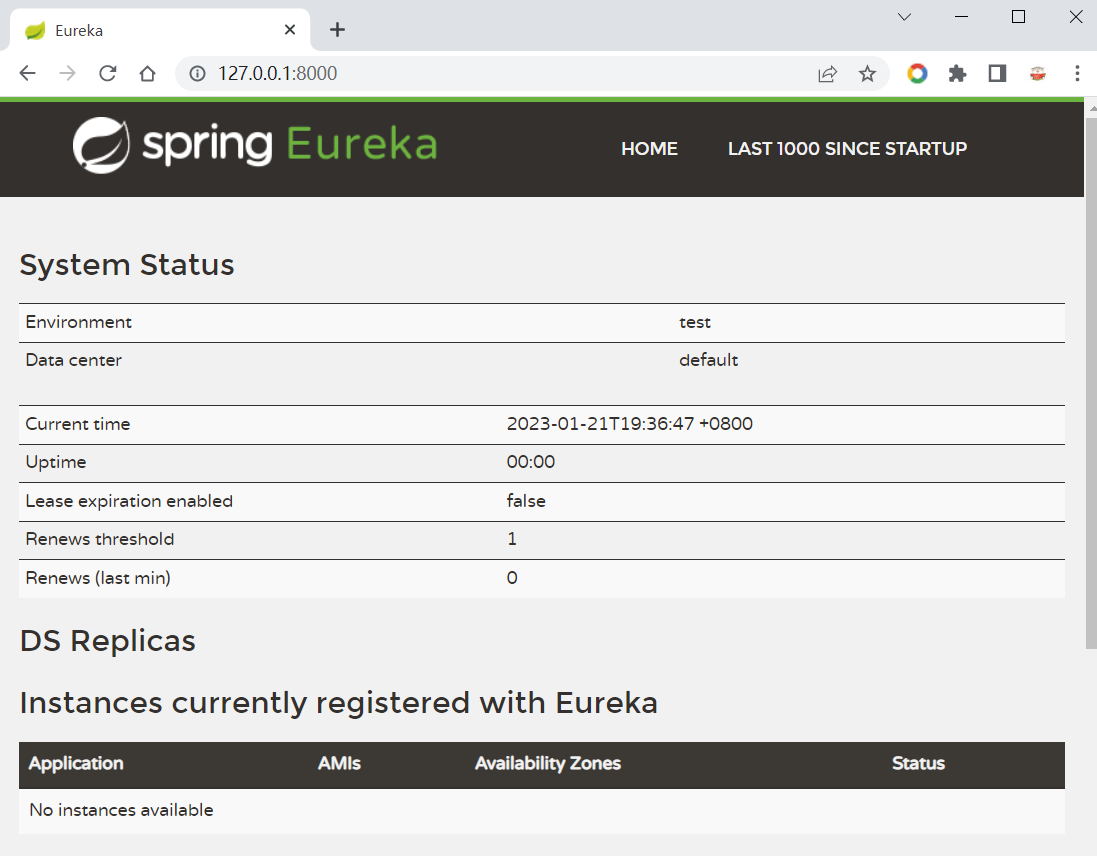 Eureka
127.0.0.1:8000
spring Eureka
HOME LAST 1000 SINCE STARTUP
System Status
Environment test
Data center default
Current time 2023-01-21T19:36:47 +0800
Uptime 00:00
Lease expiration enabled false
Renews threshold 1
Renews (last min) 0
DS Replicas
Instances currently registered with Eureka
Application AMIs Availability Zones Status
No instances available